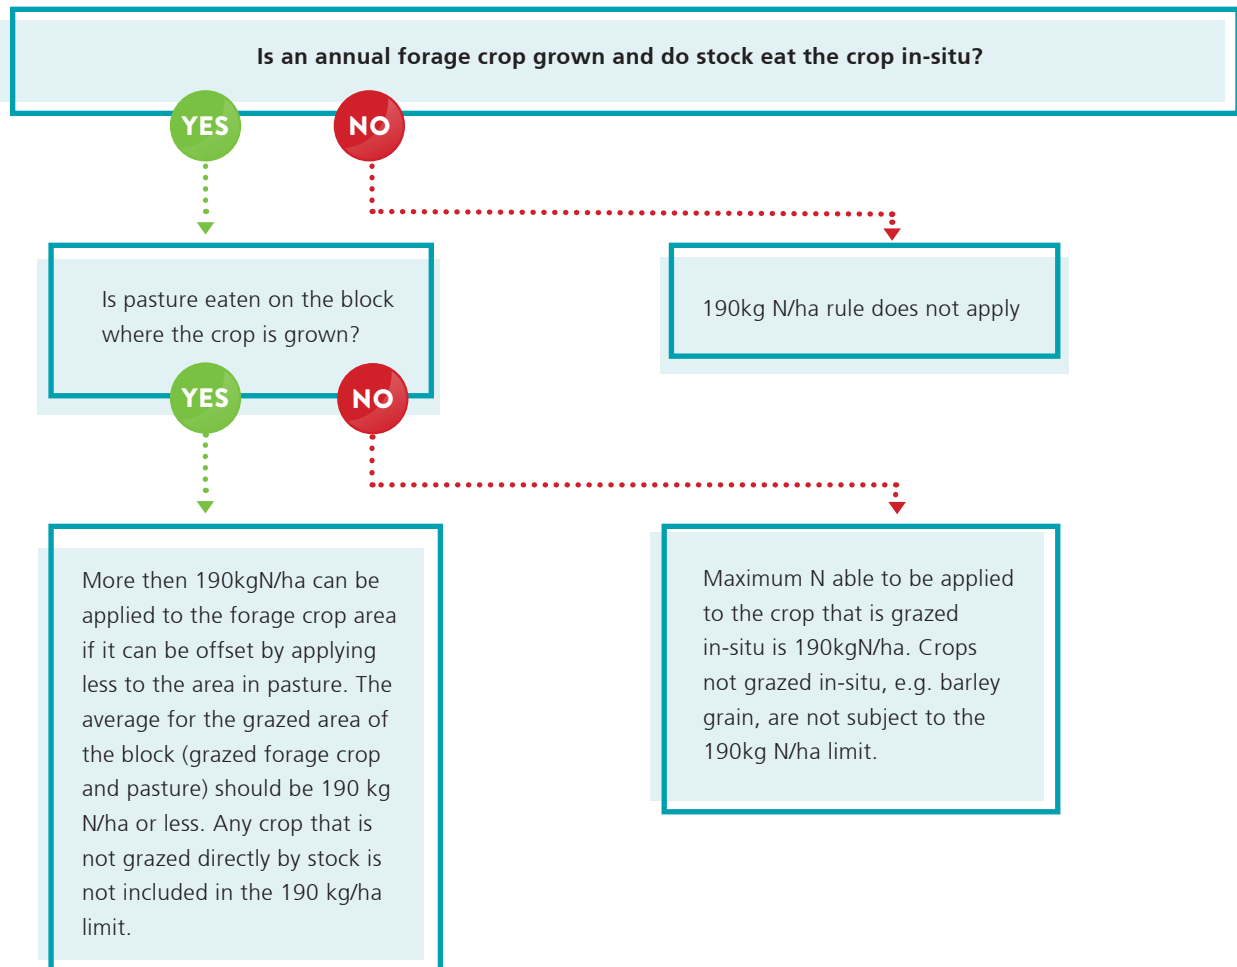 Is an annual forage crop grown and do stock eat the crop in-situ?
YES
NO
Is pasture eaten on the block
where the crop is grown?
190kg N/ha rule does not apply
YES
NO
More then 190kgN/ha can be
applied to the forage crop area
if it can be offset by applying
less to the area in pasture. The
average for the grazed area of
the block (grazed forage crop
and pasture) should be 190 kg
N/ha or less. Any crop that is
not grazed directly by stock is
not included in the 190 kg/ha
limit.
Maximum N able to be applied
to the crop that is grazed
in-situ is 190kgN/ha. Crops
not grazed in-situ, e.g. barley
grain, are not subject to the
190kg N/ha limit.